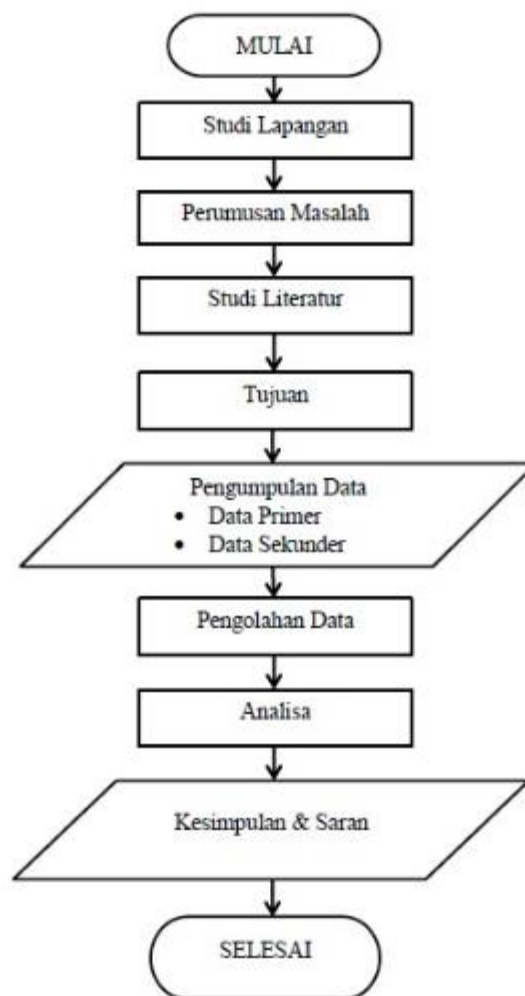 MULAI
Studi Lapangan
Perumusan Masalah
Studi Literatur
Tujuan
Pengumpulan Data
• Data Primer
• Data Sekunder
Pengolahan Data
Analisa
Kesimpulan & Saran
SELESAI